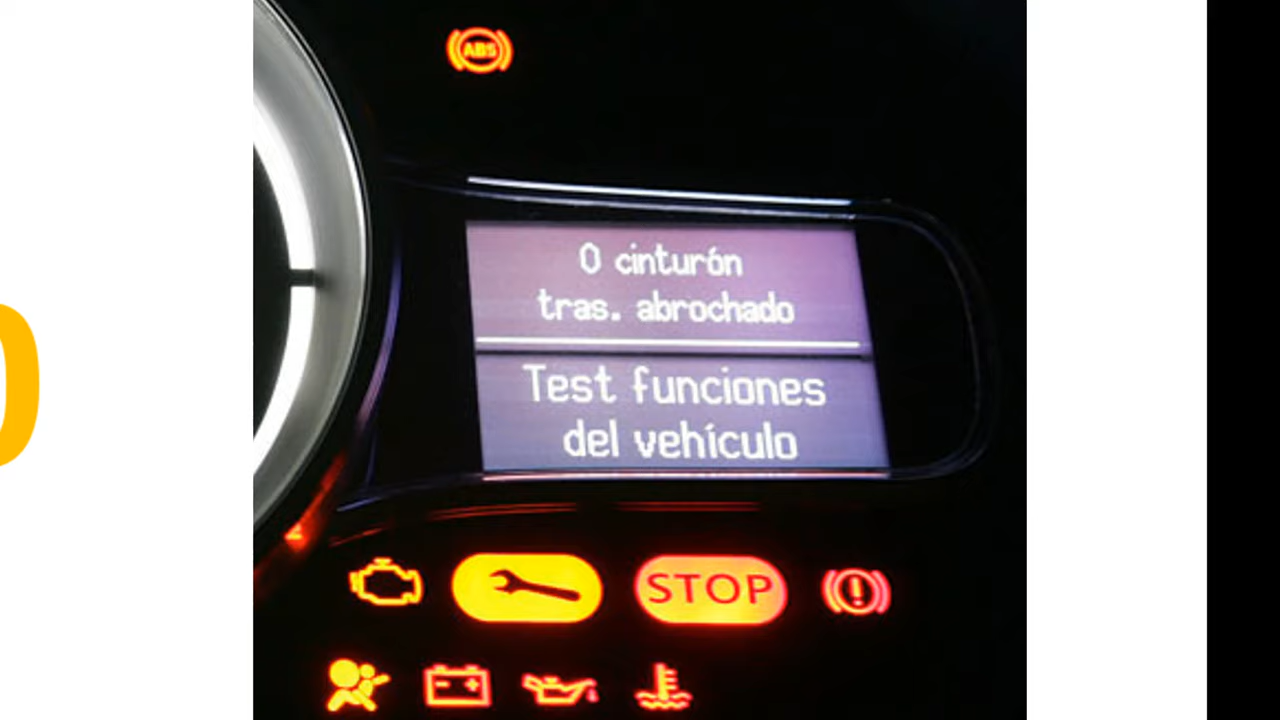 ABS
0 cinturón
tras. abrochado
Test funciones
del vehículo
STOP